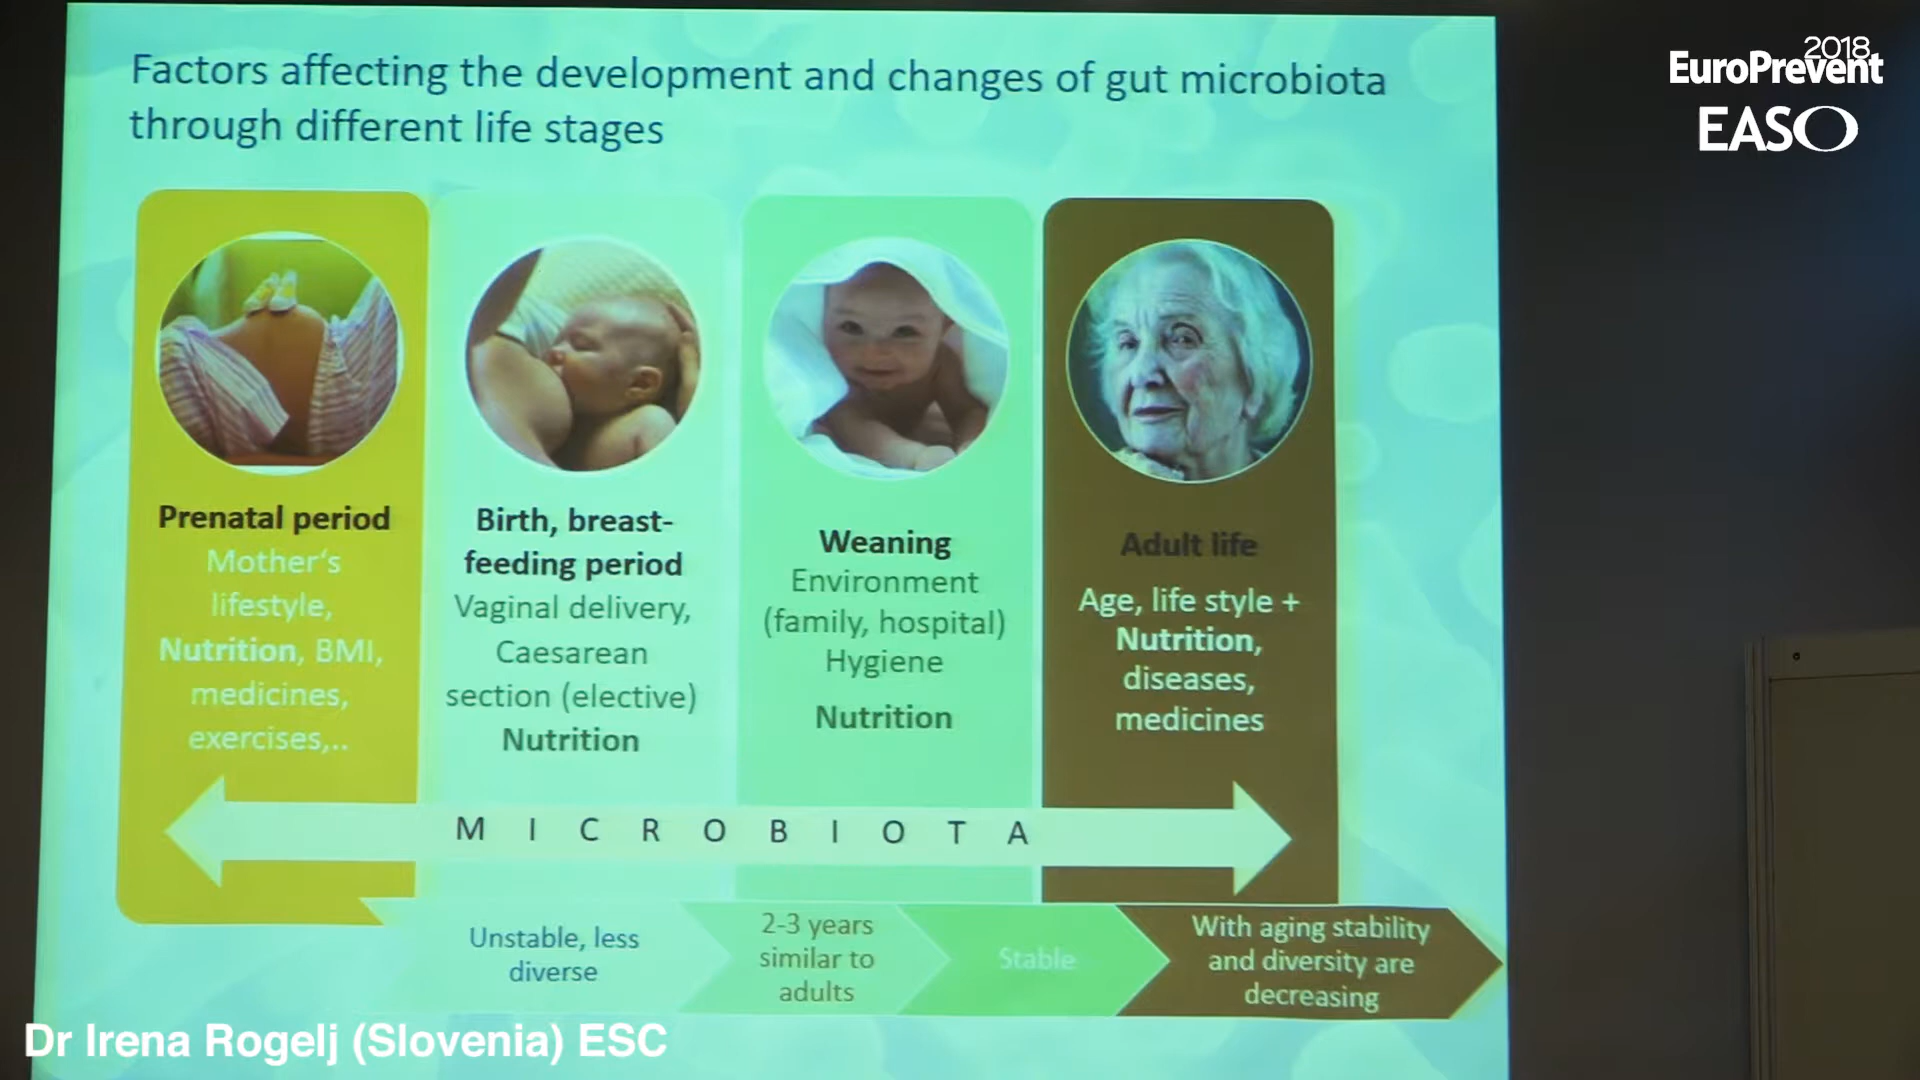 Factors affecting the development and changes of gut microbiota
through different life stages
2018
EuroPrevent
EASO
Prenatal period
Mother's
lifestyle,
Nutrition, BMI,
medicines,
exercises,..
Birth, breast-
feeding period
Vaginal delivery,
Caesarean
section (elective)
Nutrition
Weaning
Environment
(family, hospital)
Hygiene
Nutrition
Adult life
Age, life style +
Nutrition,
diseases,
medicines
M I C R O B I O T A
Unstable, less
diverse
2-3 years
similar to
adults
Stable
With aging stability
and diversity are
decreasing
Dr Irena Rogelj (Slovenia) ESC